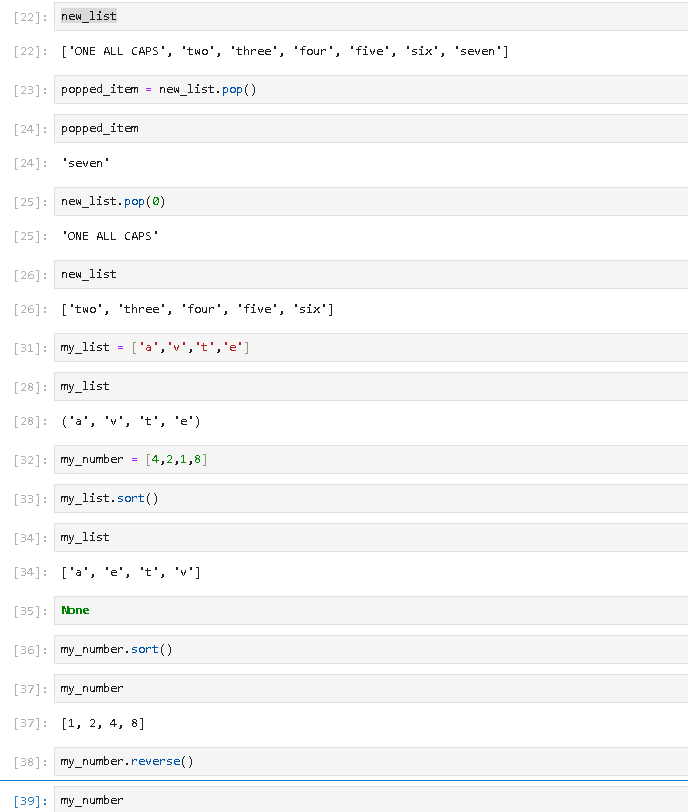 [22]: new_list
[22]: ['ONE ALL CAPS', 'two', 'three', 'four', 'five', 'six', 'seven']
[23]: popped_item = new_list.pop()
[24]: popped_item
[24]: 'seven'
[25]: new_list.pop(0)
[25]: 'ONE ALL CAPS'
[26]: new_list
[26]: ['two', 'three', 'four', 'five', 'six']
[31]: my_list = ['a','v','t','e']
[28]: my_list
[28]: ('a', 'v', 't', 'e')
[32]: my_number = [4,2,1,8]
[33]: my_list.sort()
[34]: my_list
[34]: ['a', 'e', 't', 'v']
[35]: None
[36]: my_number.sort()
[37]: my_number
[37]: [1, 2, 4, 8]
[38]: my_number.reverse()
[39]: my_number